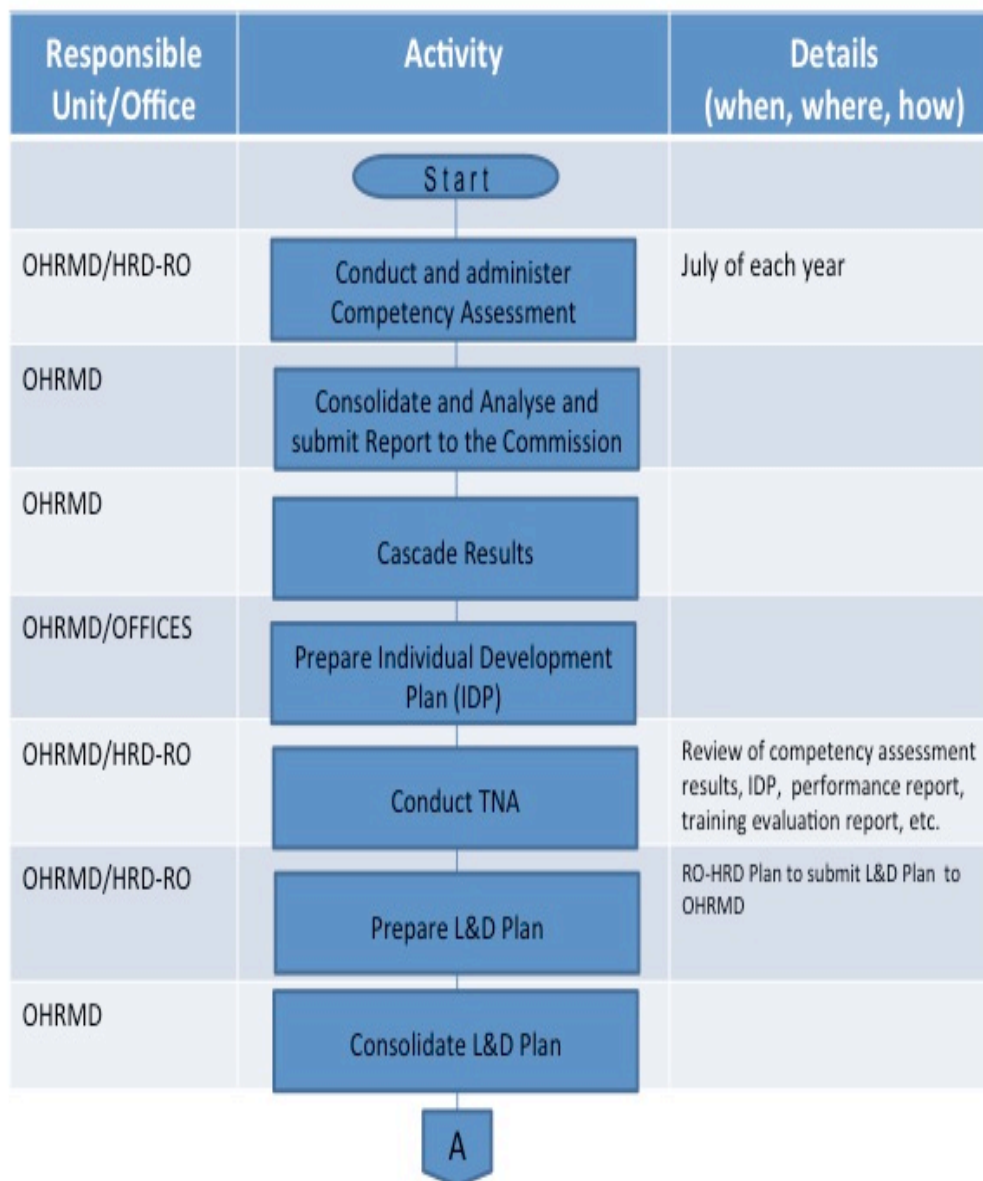 Responsible
Unit/Office
Activity
Details
(when, where, how)
Start
OHRMD/HRD-RO
Conduct and administer
Competency Assessment
July of each year
OHRMD
Consolidate and Analyse and
submit Report to the Commission
OHRMD
Cascade Results
OHRMD/OFFICES
Prepare Individual Development
Plan (IDP)
OHRMD/HRD-RO
Conduct TNA
Review of competency assessment
results, IDP, performance report,
training evaluation report, etc.
OHRMD/HRD-RO
Prepare L&D Plan
RO-HRD Plan to submit L&D Plan to
OHRMD
OHRMD
Consolidate L&D Plan
A